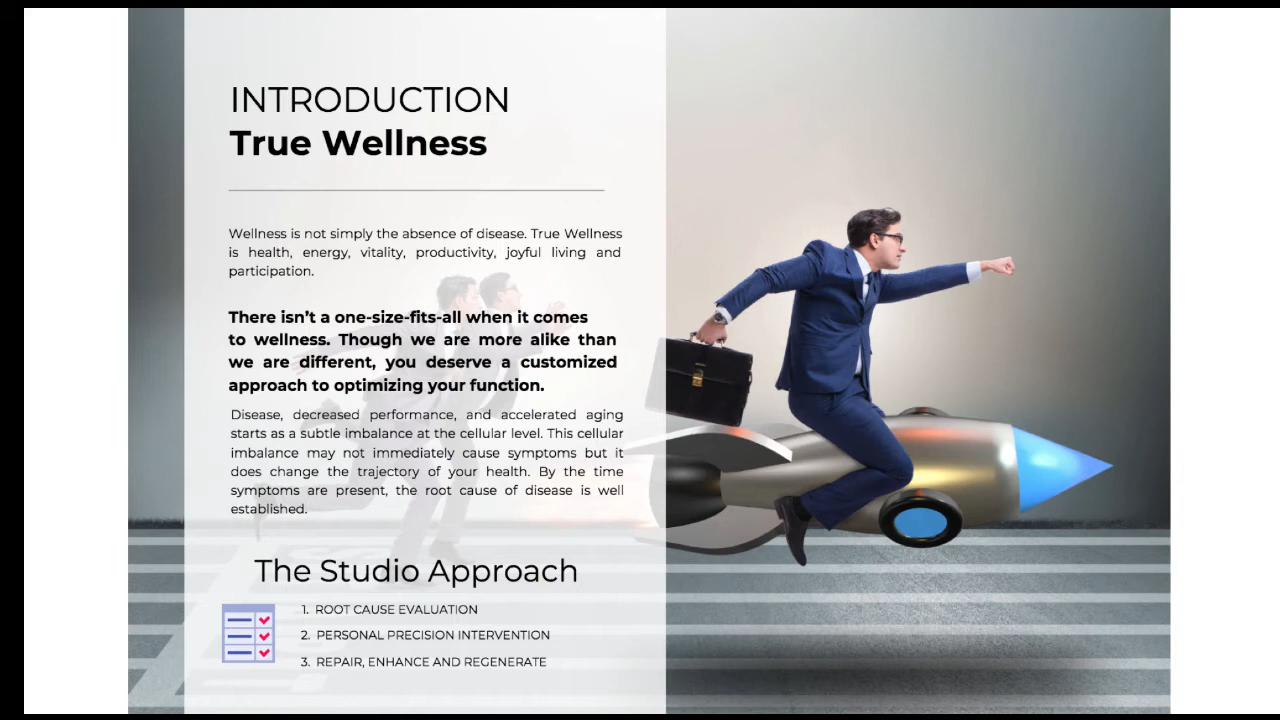 INTRODUCTION
True Wellness
Wellness is not simply the absence of disease. True Wellness
is health, energy, vitality, productivity, joyful living and
participation.
There isn’t a one-size-fits-all when it comes
to wellness. Though we are more alike than
we are different, you deserve a customized
approach to optimizing your function.
Disease, decreased performance, and accelerated aging
starts as a subtle imbalance at the cellular level. This cellular
imbalance may not immediately cause symptoms but it
does change the trajectory of your health. By the time
symptoms are present, the root cause of disease is well
established.
The Studio Approach
1. ROOT CAUSE EVALUATION
2. PERSONAL PRECISION INTERVENTION
3. REPAIR, ENHANCE AND REGENERATE